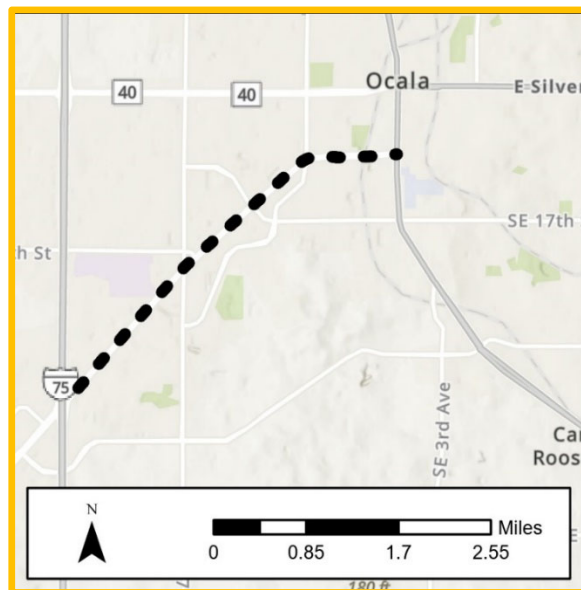 Ocala
40
40
E Silver
SE 17th
h St
75
SE 3rd Ave
Ca
Roos
N
Miles
0 0.85 1.7 2.55
E
180 ft